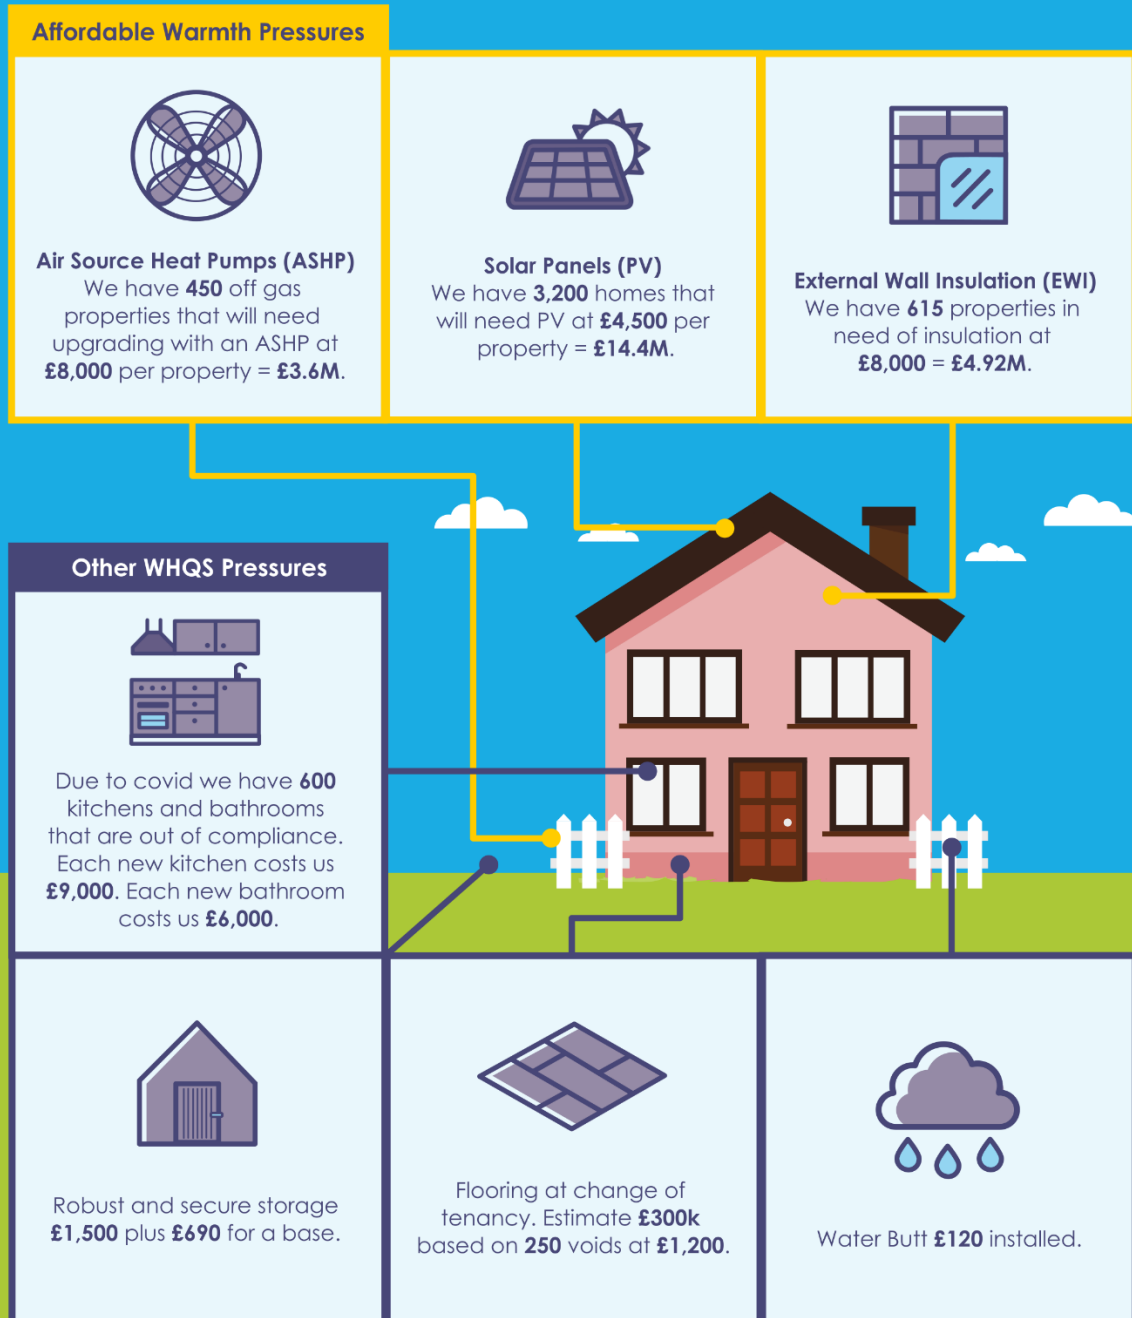 Affordable Warmth Pressures
Air Source Heat Pumps (ASHP)
We have 450 off gas
properties that will need
upgrading with an ASHP at
£8,000 per property = £3.6M.
Solar Panels (PV)
We have 3,200 homes that
will need PV at £4,500 per
property = £14.4M.
External Wall Insulation (EWI)
We have 615 properties in
need of insulation at
£8,000 = £4.92M.
Other WHQS Pressures
Due to covid we have 600
kitchens and bathrooms
that are out of compliance.
Each new kitchen costs us
£9,000. Each new bathroom
costs us £6,000.
Robust and secure storage
£1,500 plus £690 for a base.
Flooring at change of
tenancy. Estimate £300k
based on 250 voids at £1,200.
Water Butt £120 installed.